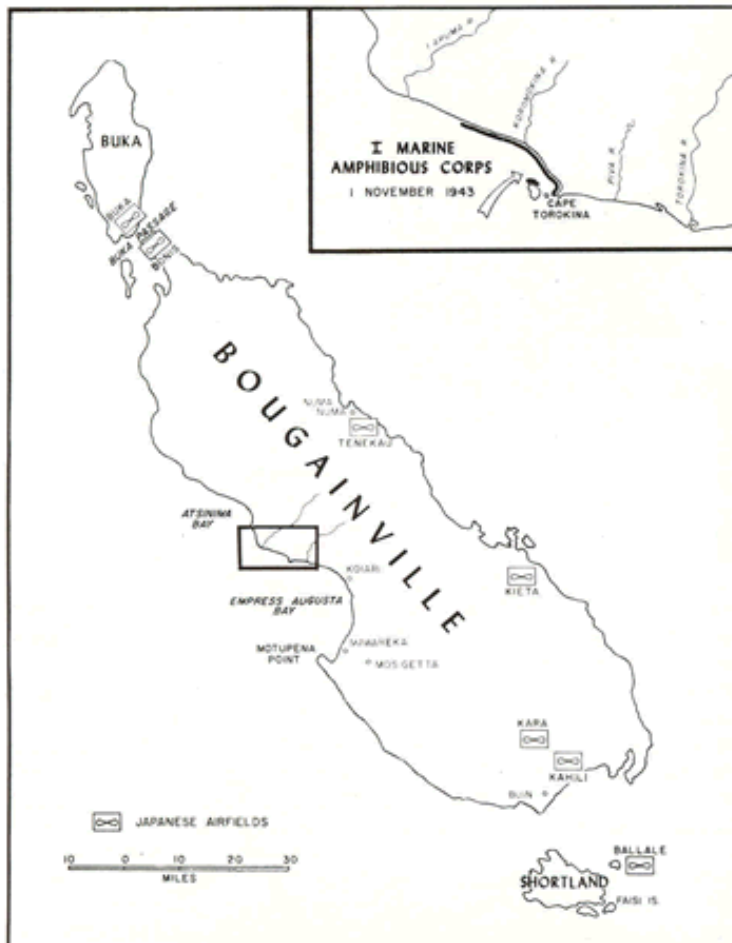 BUKA
BUKA
BUKA PASSAGE
BONIS
I MARINE
AMPHIBIOUS CORPS
1 NOVEMBER 1943
KOROMOKINA R.
PIVA R.
TOROKINA R.
CAPE
TOROKINA
BOUGAINVILLE
NUMA
NUMA
TENEKAU
ATSINIMA
BAY
KOIARI
EMPRESS AUGUSTA
BAY
KIETA
MOTUPENA
POINT
MAWAREKA
MOSIGETTA
KARA
KAHILI
BUIN
JAPANESE AIRFIELDS
10 0 10 20 30
MILES
BALLALE
SHORTLAND
FAISI IS.